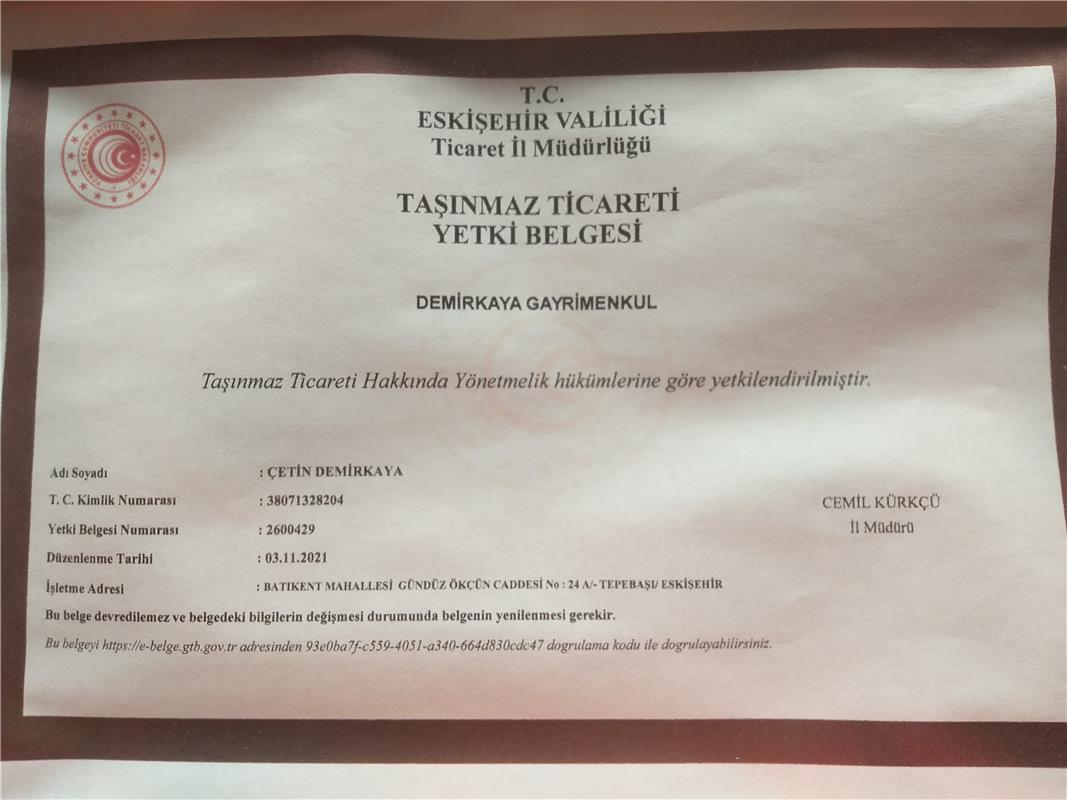 T.C.
ESKİŞEHİR VALİLİĞİ
Ticaret İl Müdürlüğü
TAŞINMAZ TİCARETİ
YETKİ BELGESİ
DEMİRKAYA GAYRİMENKUL
Taşınmaz Ticareti Hakkında Yönetmelik hükümlerine göre yetkilendirilmiştir.
Adı Soyadı : ÇETİN DEMİRKAYA
T. C. Kimlik Numarası : 38071328204
Yetki Belgesi Numarası : 2600429
Düzenlenme Tarihi : 03.11.2021
İşletme Adresi : BATIKENT MAHALLESİ GÜNDÜZ ÖKÇÜN CADDESİ No : 24 A/- TEPEBAŞI/ ESKİŞEHİR
CEMİL KÜRKÇÜ
İl Müdürü
Bu belge devredilemez ve belgedeki bilgilerin değişmesi durumunda belgenin yenilenmesi gerekir.
Bu belgeyi https://e-belge.gtb.gov.tr adresinden 93e0ba7f-c559-4051-a340-664d830cdc47 dogrulama kodu ile dogrulayabilirsiniz.